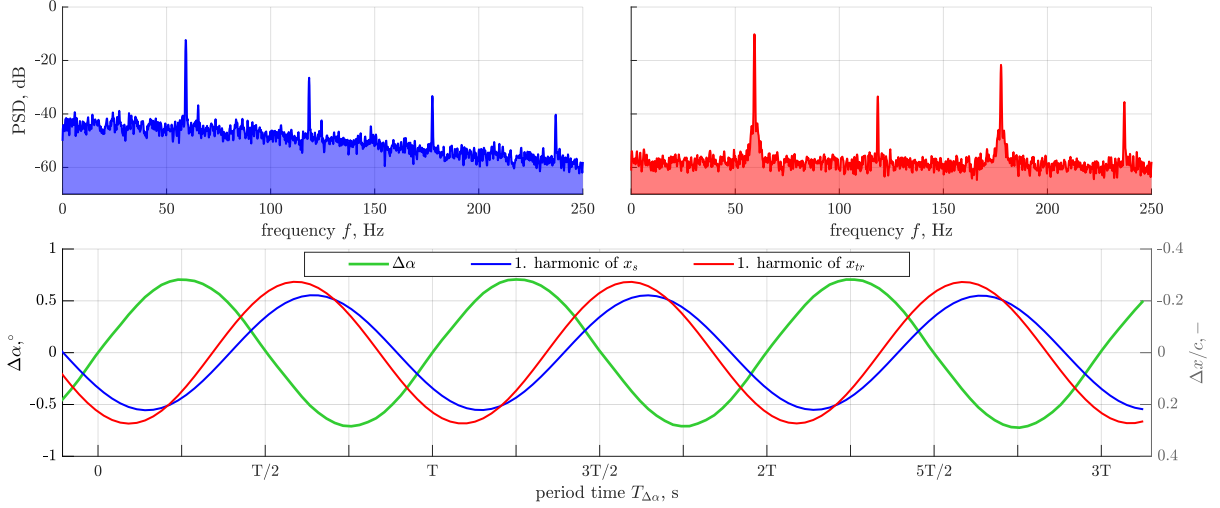 0
-20
-40
-60
PSD, dB
0 50 100 150 200 250
0 50 100 150 200 250
frequency f, Hz
frequency f, Hz
Δα 1. harmonic of x_s 1. harmonic of x_tr
1
0.5
0
-0.5
-1
Δα,°
-0.4
-0.2
0
0.2
0.4
Δx/c, −
0 T/2 T 3T/2 2T 5T/2 3T
period time T_Δα, s